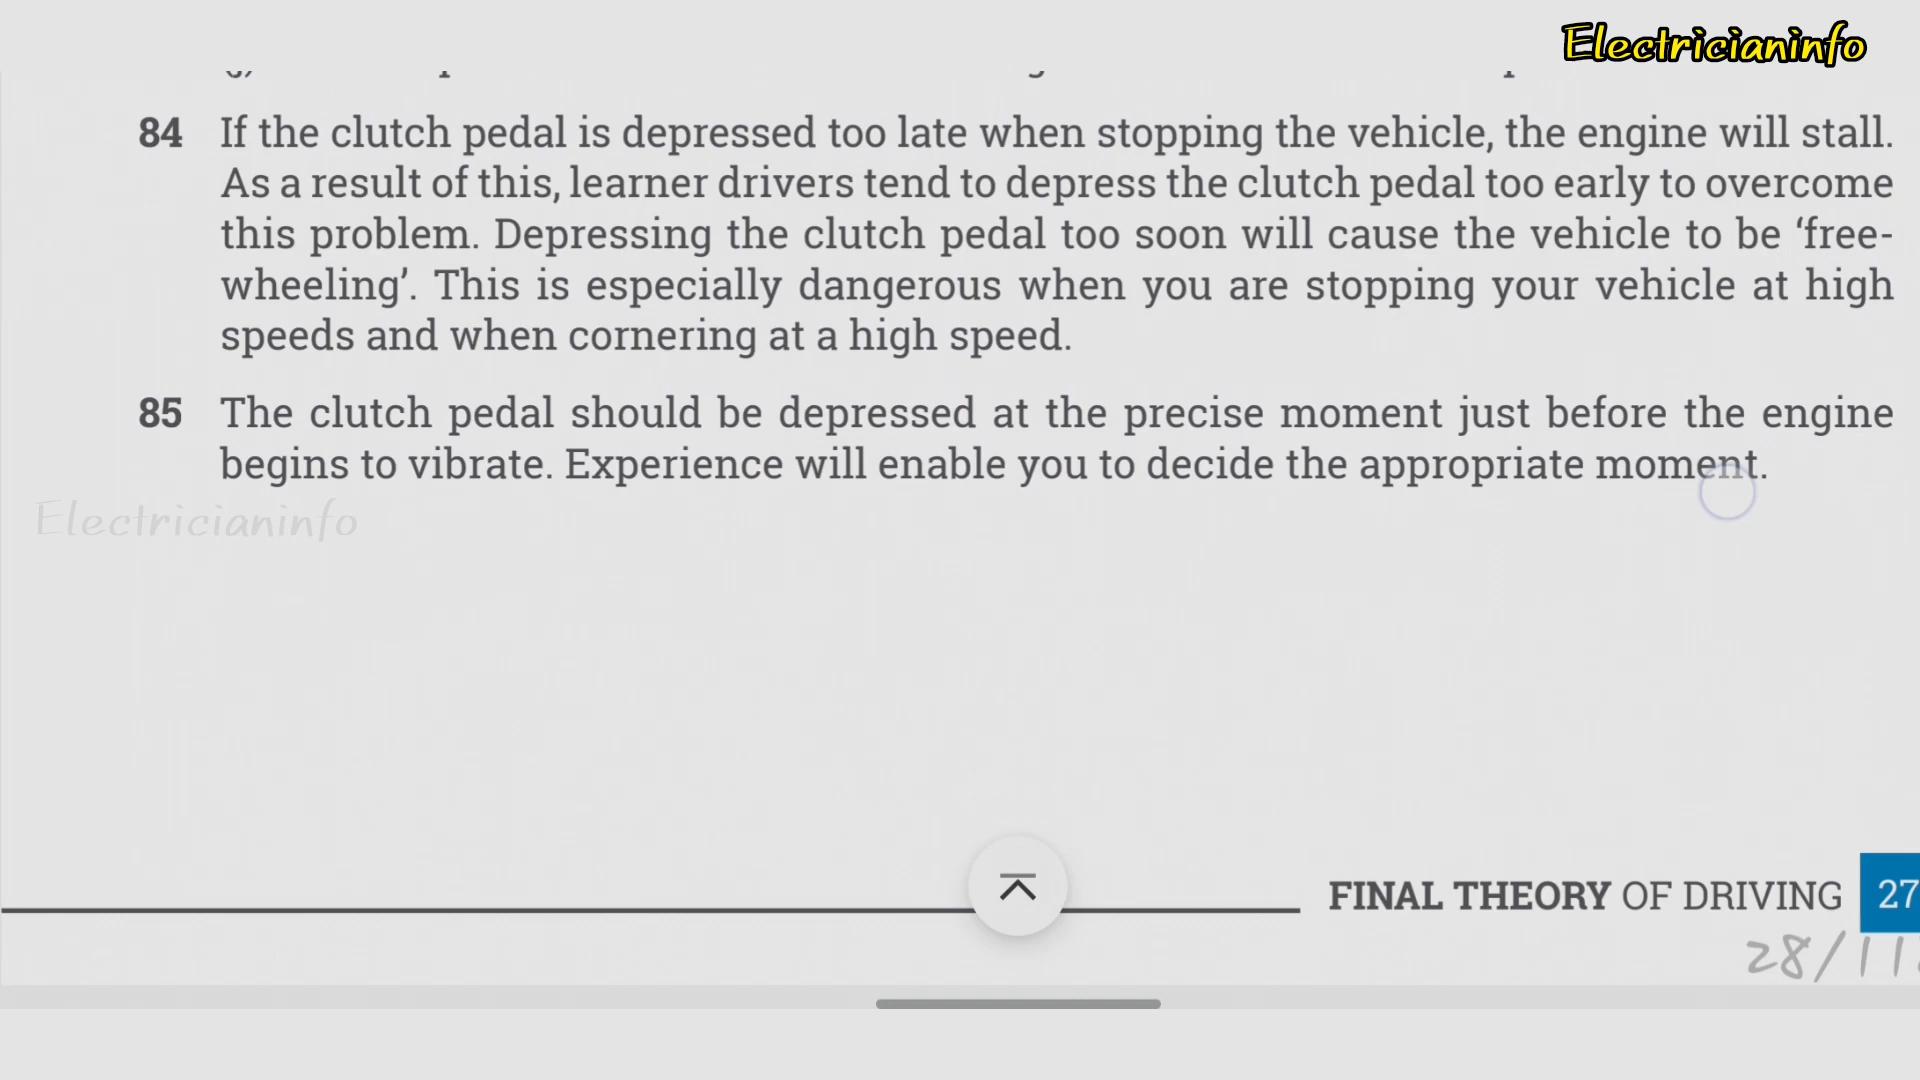 Electricianinfo
84 If the clutch pedal is depressed too late when stopping the vehicle, the engine will stall.
As a result of this, learner drivers tend to depress the clutch pedal too early to overcome
this problem. Depressing the clutch pedal too soon will cause the vehicle to be ‘free-
wheeling’. This is especially dangerous when you are stopping your vehicle at high
speeds and when cornering at a high speed.
85 The clutch pedal should be depressed at the precise moment just before the engine
begins to vibrate. Experience will enable you to decide the appropriate moment.
Electricianinfo
FINAL THEORY OF DRIVING 27
28/11